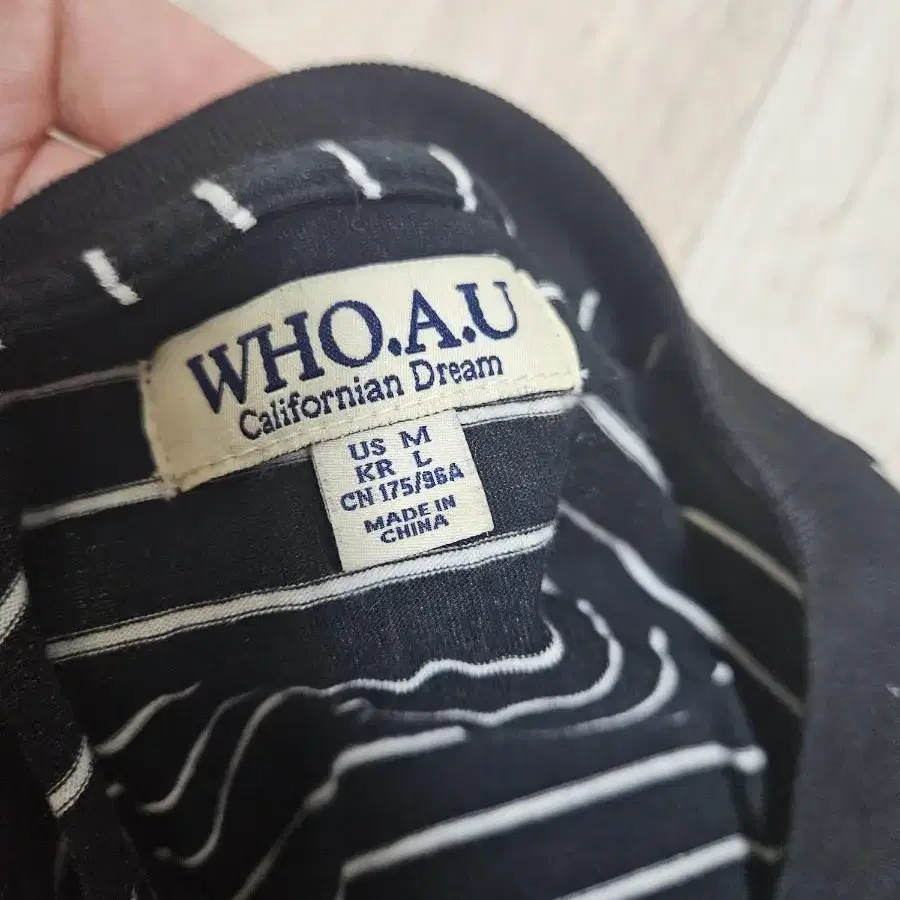 WHO.A.U
Californian Dream
US M
KR L
CN 175/96A
MADE IN
CHINA